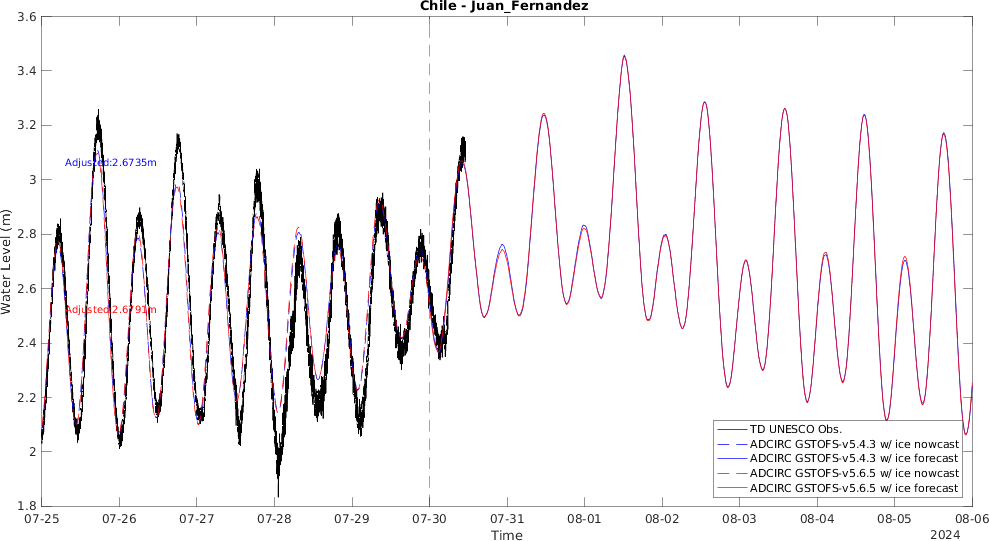 Chile - Juan_Fernandez
3.6
3.4
3.2
3
2.8
2.6
2.4
2.2
2
1.8
Water Level (m)
Adjusted:2.6735m
Adjusted:2.6791m
TD UNESCO Obs.
ADCIRC GSTOFS-v5.4.3 w/ ice nowcast
ADCIRC GSTOFS-v5.4.3 w/ ice forecast
ADCIRC GSTOFS-v5.6.5 w/ ice nowcast
ADCIRC GSTOFS-v5.6.5 w/ ice forecast
07-25 07-26 07-27 07-28 07-29 07-30 07-31 08-01 08-02 08-03 08-04 08-05 08-06
Time
2024